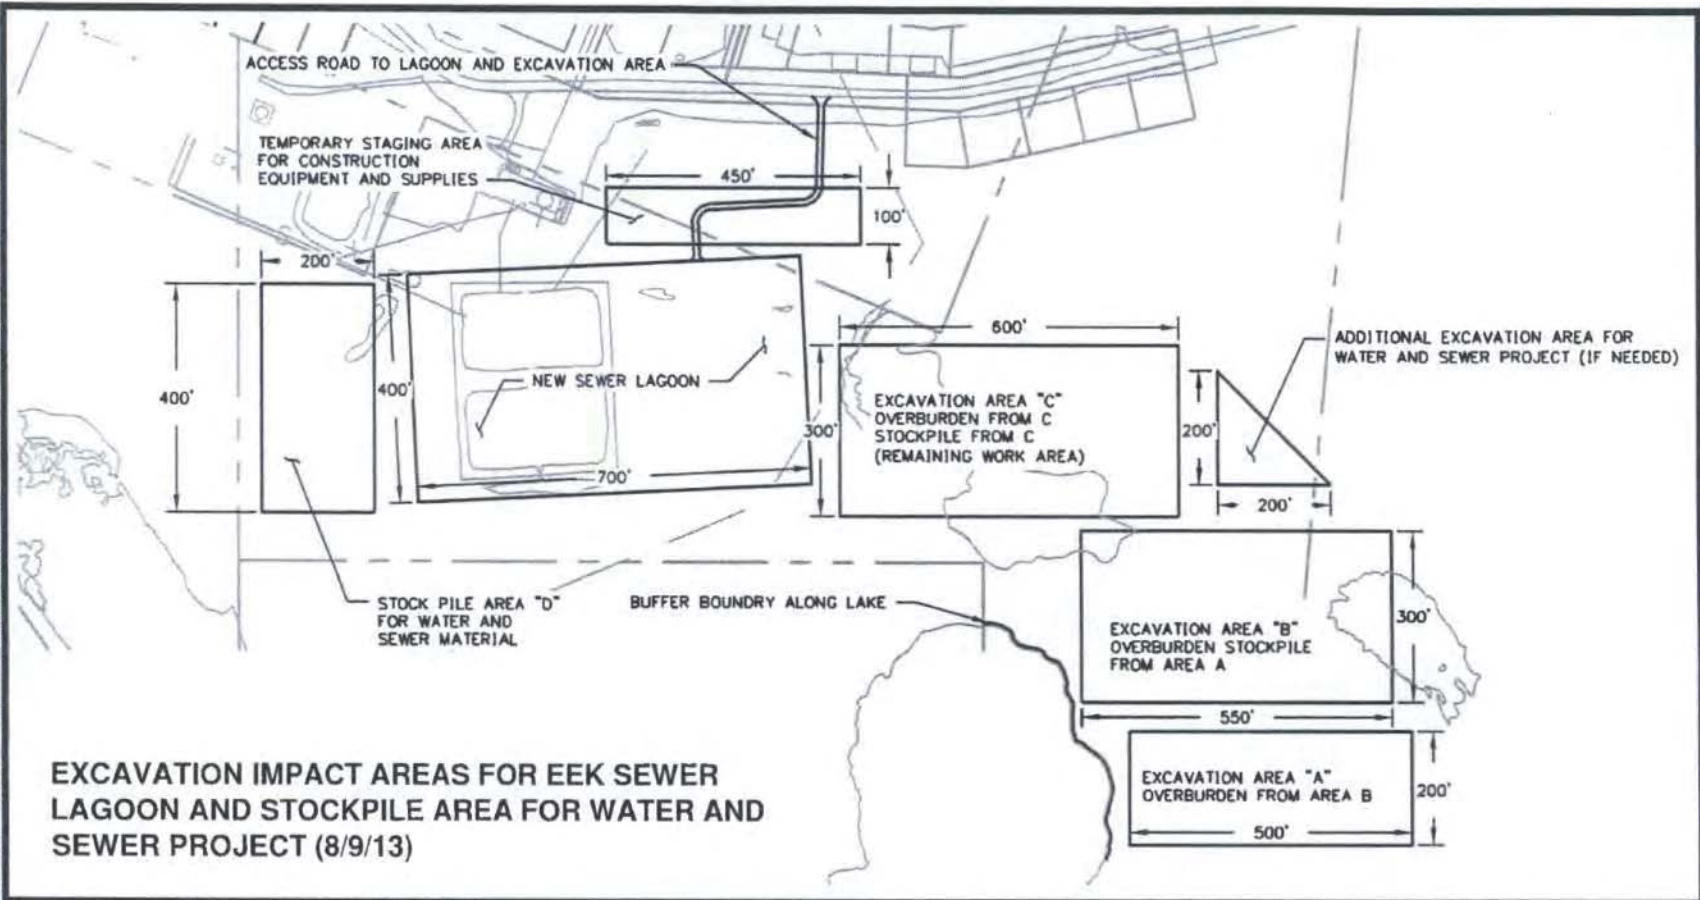 ACCESS ROAD TO LAGOON AND EXCAVATION AREA
TEMPORARY STAGING AREA
FOR CONSTRUCTION
EQUIPMENT AND SUPPLIES
450'
100'
200'
400'
400'
NEW SEWER LAGOON
700'
600'
300'
EXCAVATION AREA "C"
OVERBURDEN FROM C
STOCKPILE FROM C
(REMAINING WORK AREA)
200'
200'
ADDITIONAL EXCAVATION AREA FOR
WATER AND SEWER PROJECT (IF NEEDED)
STOCK PILE AREA "D"
FOR WATER AND
SEWER MATERIAL
BUFFER BOUNDRY ALONG LAKE
EXCAVATION AREA "B"
OVERBURDEN STOCKPILE
FROM AREA A
300'
550'
EXCAVATION AREA "A"
OVERBURDEN FROM AREA B
200'
500'
EXCAVATION IMPACT AREAS FOR EEK SEWER
LAGOON AND STOCKPILE AREA FOR WATER AND
SEWER PROJECT (8/9/13)